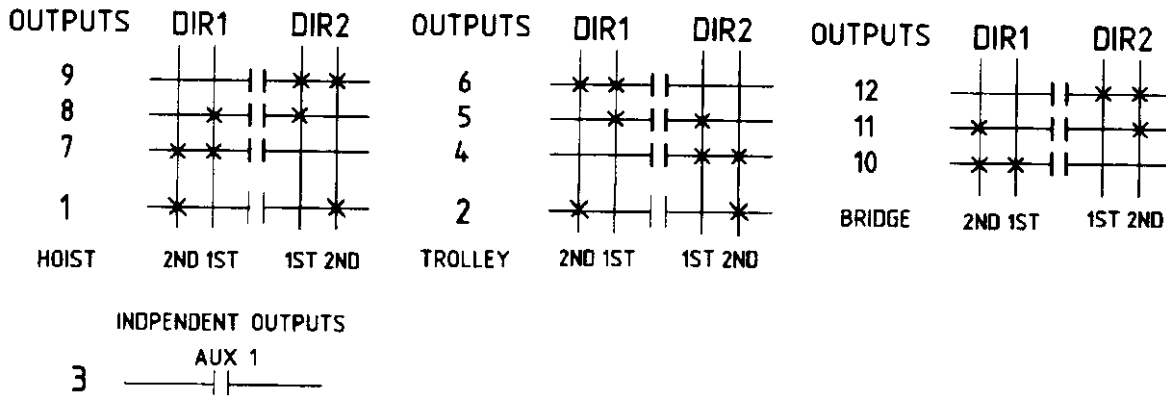 OUTPUTS DIR1 DIR2
9
8
7
1
HOIST 2ND 1ST 1ST 2ND
OUTPUTS DIR1 DIR2
6
5
4
2
TROLLEY 2ND 1ST 1ST 2ND
OUTPUTS DIR1 DIR2
12
11
10
BRIDGE 2ND 1ST 1ST 2ND
INDPENDENT OUTPUTS
AUX 1
3